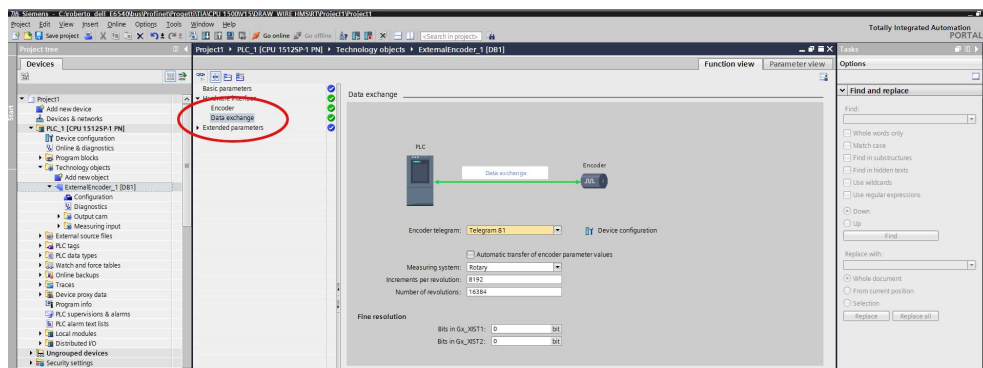 Siemens - C:\roberto_dell_E6540\bus\Profinet\Progetti\TIA\CPU 1500\V15\DRAW_WIRE HMS\RT\Project1\Project1
Project Edit View Insert Online Options Tools Window Help
Totally Integrated Automation
PORTAL
Save project Go online Go offline <Search in project>
Project tree
Project1 PLC_1 [CPU 1512SP-1 PN] Technology objects ExternalEncoder_1 [DB1]
Tasks
Devices
Function view Parameter view
Options
Start
Project1
Add new device
Devices & networks
PLC_1 [CPU 1512SP-1 PN]
Device configuration
Online & diagnostics
Program blocks
Technology objects
Add new object
ExternalEncoder_1 [DB1]
Configuration
Diagnostics
Output cam
Measuring input
External source files
PLC tags
PLC data types
Watch and force tables
Online backups
Traces
Device proxy data
Program info
PLC supervisions & alarms
PLC alarm text lists
Local modules
Distributed I/O
Ungrouped devices
Security settings
Basic parameters
Hardware interface
Encoder
Data exchange
Extended parameters
Data exchange
PLC
Encoder
Data exchange
Encoder telegram: Telegram 81 Device configuration
Automatic transfer of encoder parameter values
Measuring system: Rotary
Increments per revolution: 8192
Number of revolutions: 16384
Fine resolution
Bits in Gx_XIST1: 0 bit
Bits in Gx_XIST2: 0 bit
Find and replace
Find:
Whole words only
Match case
Find in substructures
Find in hidden texts
Use wildcards
Use regular expressions
Down
Up
Find
Replace with:
Whole document
From current position
Selection
Replace Replace all